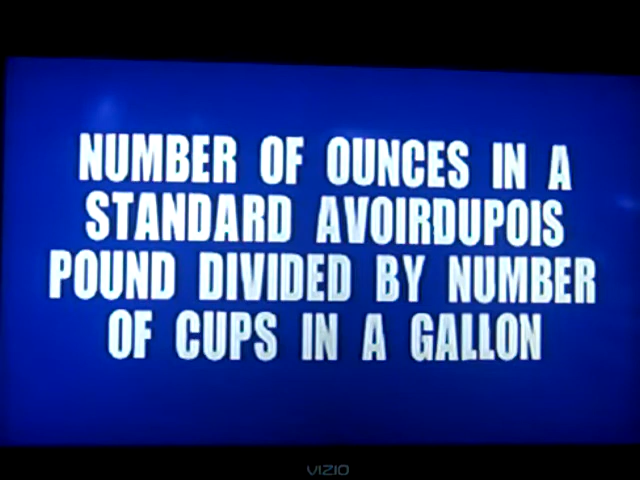 NUMBER OF OUNCES IN A
STANDARD AVOIRDUPOIS
POUND DIVIDED BY NUMBER
OF CUPS IN A GALLON
VIZIO